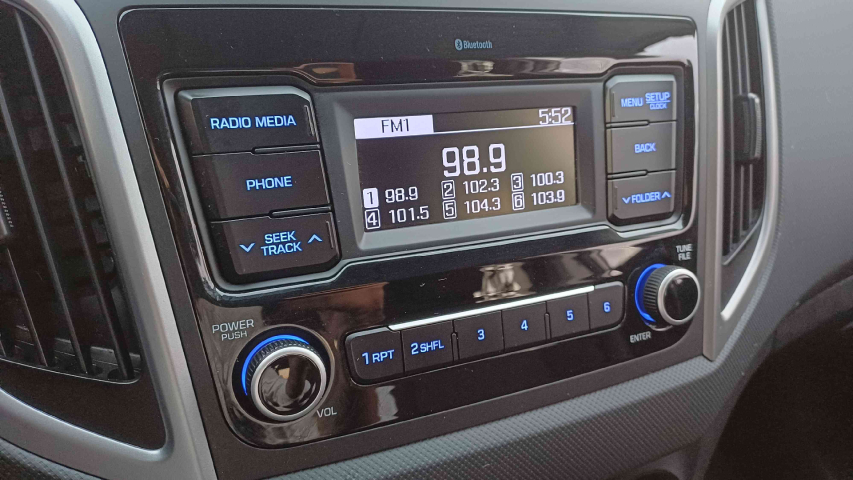 Bluetooth
RADIO MEDIA
PHONE
SEEK
TRACK
FM1 5:52
98.9
1 98.9 2 102.3 3 100.3
4 101.5 5 104.3 6 103.9
MENU SETUP
CLOCK
BACK
FOLDER
POWER
PUSH
VOL
1 RPT 2 SHFL 3 4 5 6
TUNE
FILE
ENTER